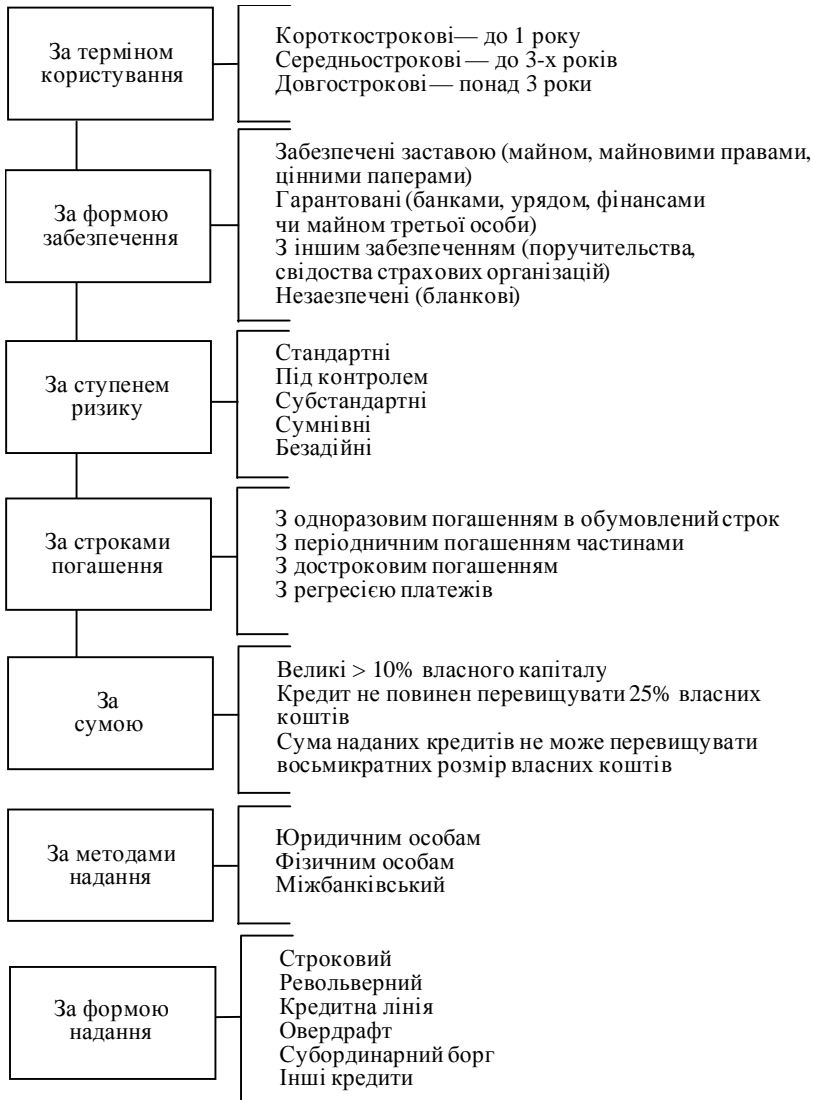 За терміном
користування
Короткострокові— до 1 року
Середньострокові — до 3-х років
Довгострокові— понад 3 роки
За формою
забезпечення
Забезпечені заставою (майном, майновими правами,
цінними паперами)
Гарантовані (банками, урядом, фінансами
чи майном третьої особи)
З іншим забезпеченням (поручительства,
свідоства страхових організацій)
Незаезпечені (бланкові)
За ступенем
ризику
Стандартні
Під контролем
Субстандартні
Сумнівні
Безадійні
За строками
погашення
З одноразовим погашенням в обумовлений строк
З періодничним погашенням частинами
З достроковим погашенням
З регресією платежів
За
сумою
Великі > 10% власного капіталу
Кредит не повинен перевищувати 25% власних
коштів
Сума наданих кредитів не може перевищувати
восьмикратних розмір власних коштів
За методами
надання
Юридичним особам
Фізичним особам
Міжбанківський
За формою
надання
Строковий
Револьверний
Кредитна лінія
Овердрафт
Субординарний борг
Інші кредити